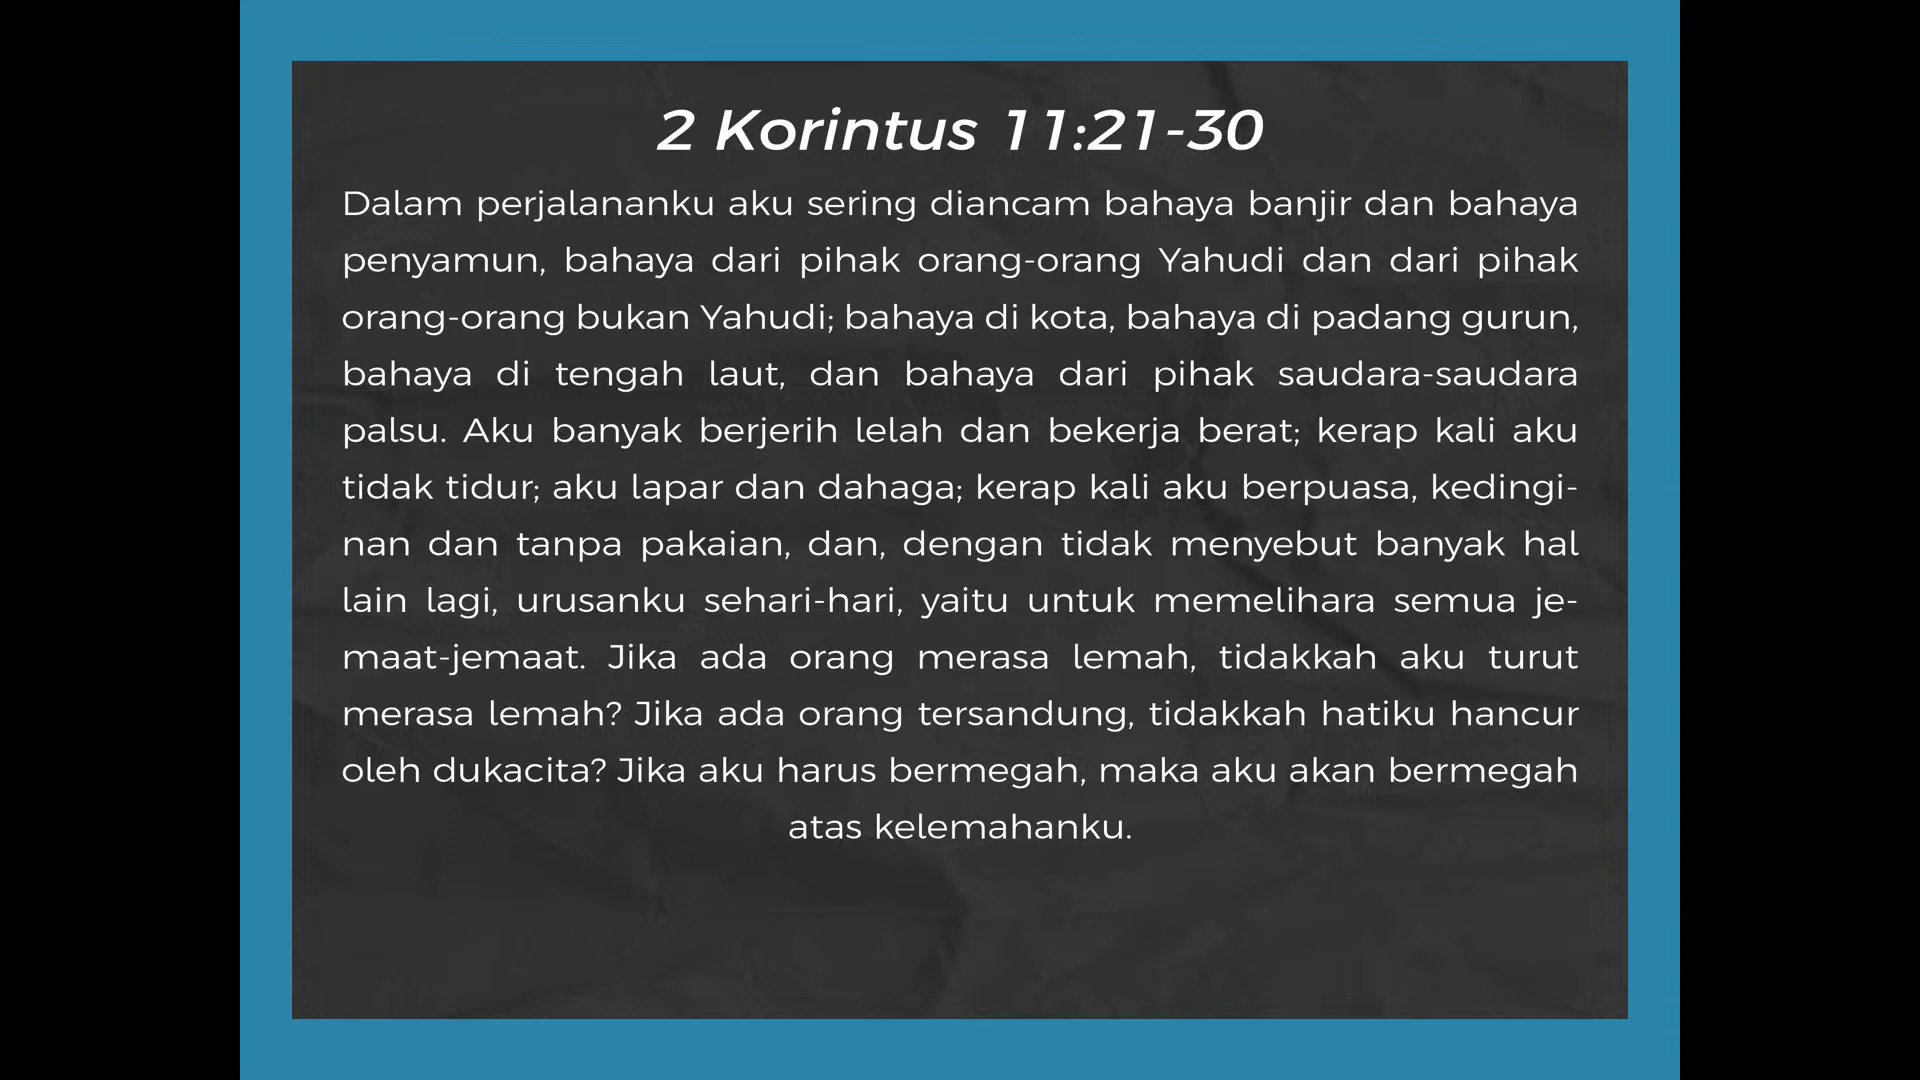 2 Korintus 11:21-30
Dalam perjalananku aku sering diancam bahaya banjir dan bahaya
penyamun, bahaya dari pihak orang-orang Yahudi dan dari pihak
orang-orang bukan Yahudi; bahaya di kota, bahaya di padang gurun,
bahaya di tengah laut, dan bahaya dari pihak saudara-saudara
palsu. Aku banyak berjerih lelah dan bekerja berat; kerap kali aku
tidak tidur; aku lapar dan dahaga; kerap kali aku berpuasa, kedingi-
nan dan tanpa pakaian, dan, dengan tidak menyebut banyak hal
lain lagi, urusanku sehari-hari, yaitu untuk memelihara semua je-
maat-jemaat. Jika ada orang merasa lemah, tidakkah aku turut
merasa lemah? Jika ada orang tersandung, tidakkah hatiku hancur
oleh dukacita? Jika aku harus bermegah, maka aku akan bermegah
atas kelemahanku.